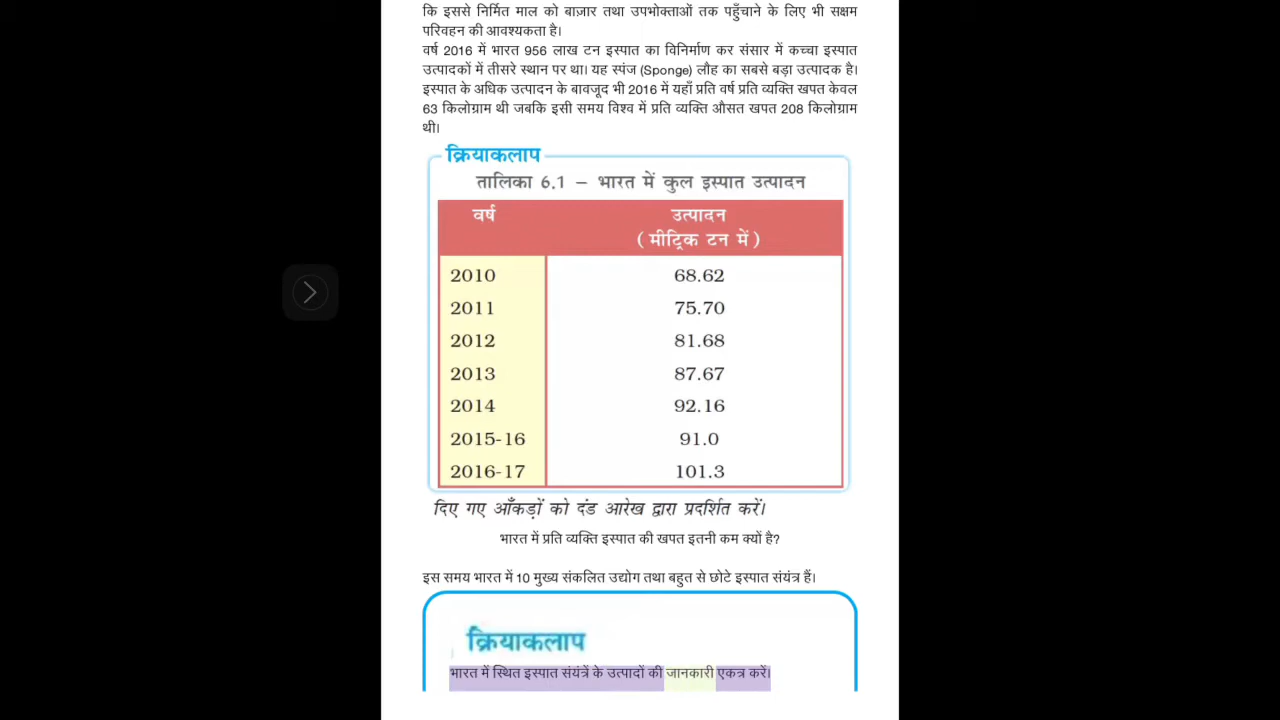 कि इससे निर्मित माल को बाज़ार तथा उपभोक्ताओं तक पहुँचाने के लिए भी सक्षम
परिवहन की आवश्यकता है।
वर्ष 2016 में भारत 956 लाख टन इस्पात का विनिर्माण कर संसार में कच्चा इस्पात
उत्पादकों में तीसरे स्थान पर था। यह स्पंज (Sponge) लौह का सबसे बड़ा उत्पादक है।
इस्पात के अधिक उत्पादन के बावजूद भी 2016 में यहाँ प्रति वर्ष प्रति व्यक्ति खपत केवल
63 किलोग्राम थी जबकि इसी समय विश्व में प्रति व्यक्ति औसत खपत 208 किलोग्राम
थी।
क्रियाकलाप
तालिका 6.1 – भारत में कुल इस्पात उत्पादन
वर्ष उत्पादन
(मीट्रिक टन में)
2010 68.62
2011 75.70
2012 81.68
2013 87.67
2014 92.16
2015-16 91.0
2016-17 101.3
दिए गए आँकड़ों को दंड आरेख द्वारा प्रदर्शित करें।
भारत में प्रति व्यक्ति इस्पात की खपत इतनी कम क्यों है?
इस समय भारत में 10 मुख्य संकलित उद्योग तथा बहुत से छोटे इस्पात संयंत्र हैं।
क्रियाकलाप
भारत में स्थित इस्पात संयंत्रें के उत्पादों की जानकारी एकत्र करें।